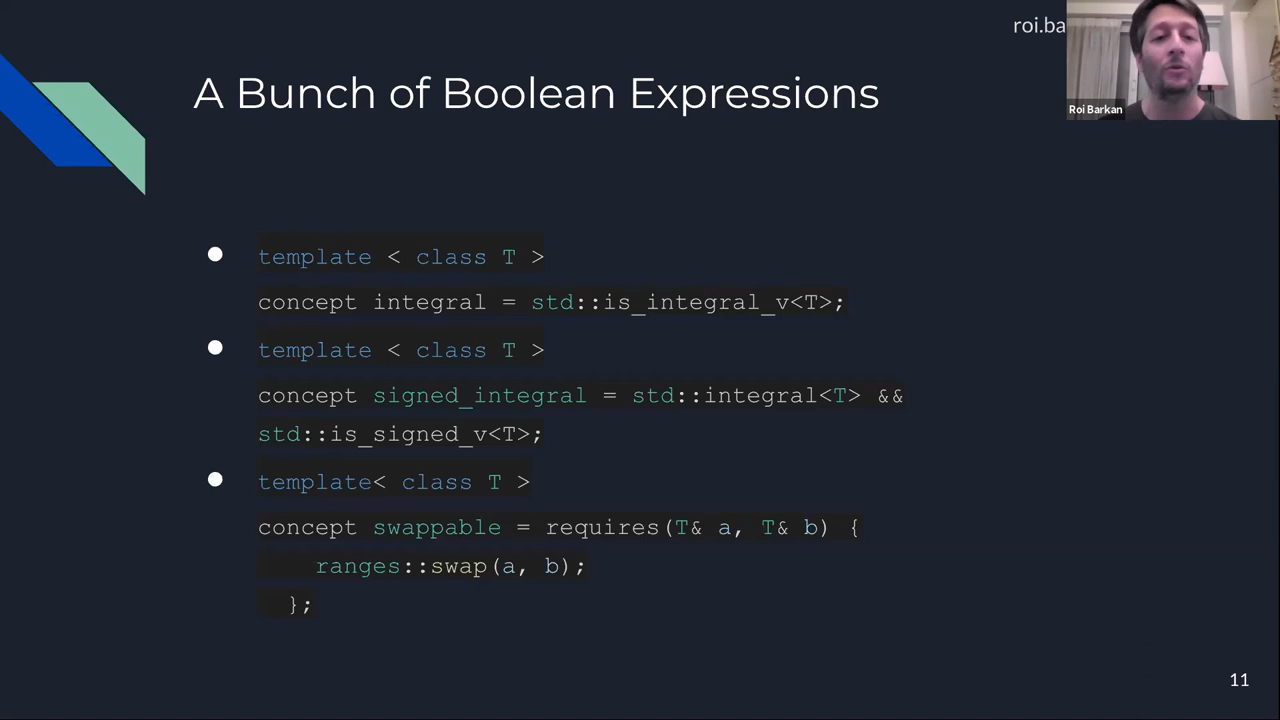 roi.ba
Roi Barkan
A Bunch of Boolean Expressions
template < class T >
concept integral = std::is_integral_v<T>;
template < class T >
concept signed_integral = std::integral<T> &&
std::is_signed_v<T>;
template< class T >
concept swappable = requires(T& a, T& b) {
ranges::swap(a, b);
};
11